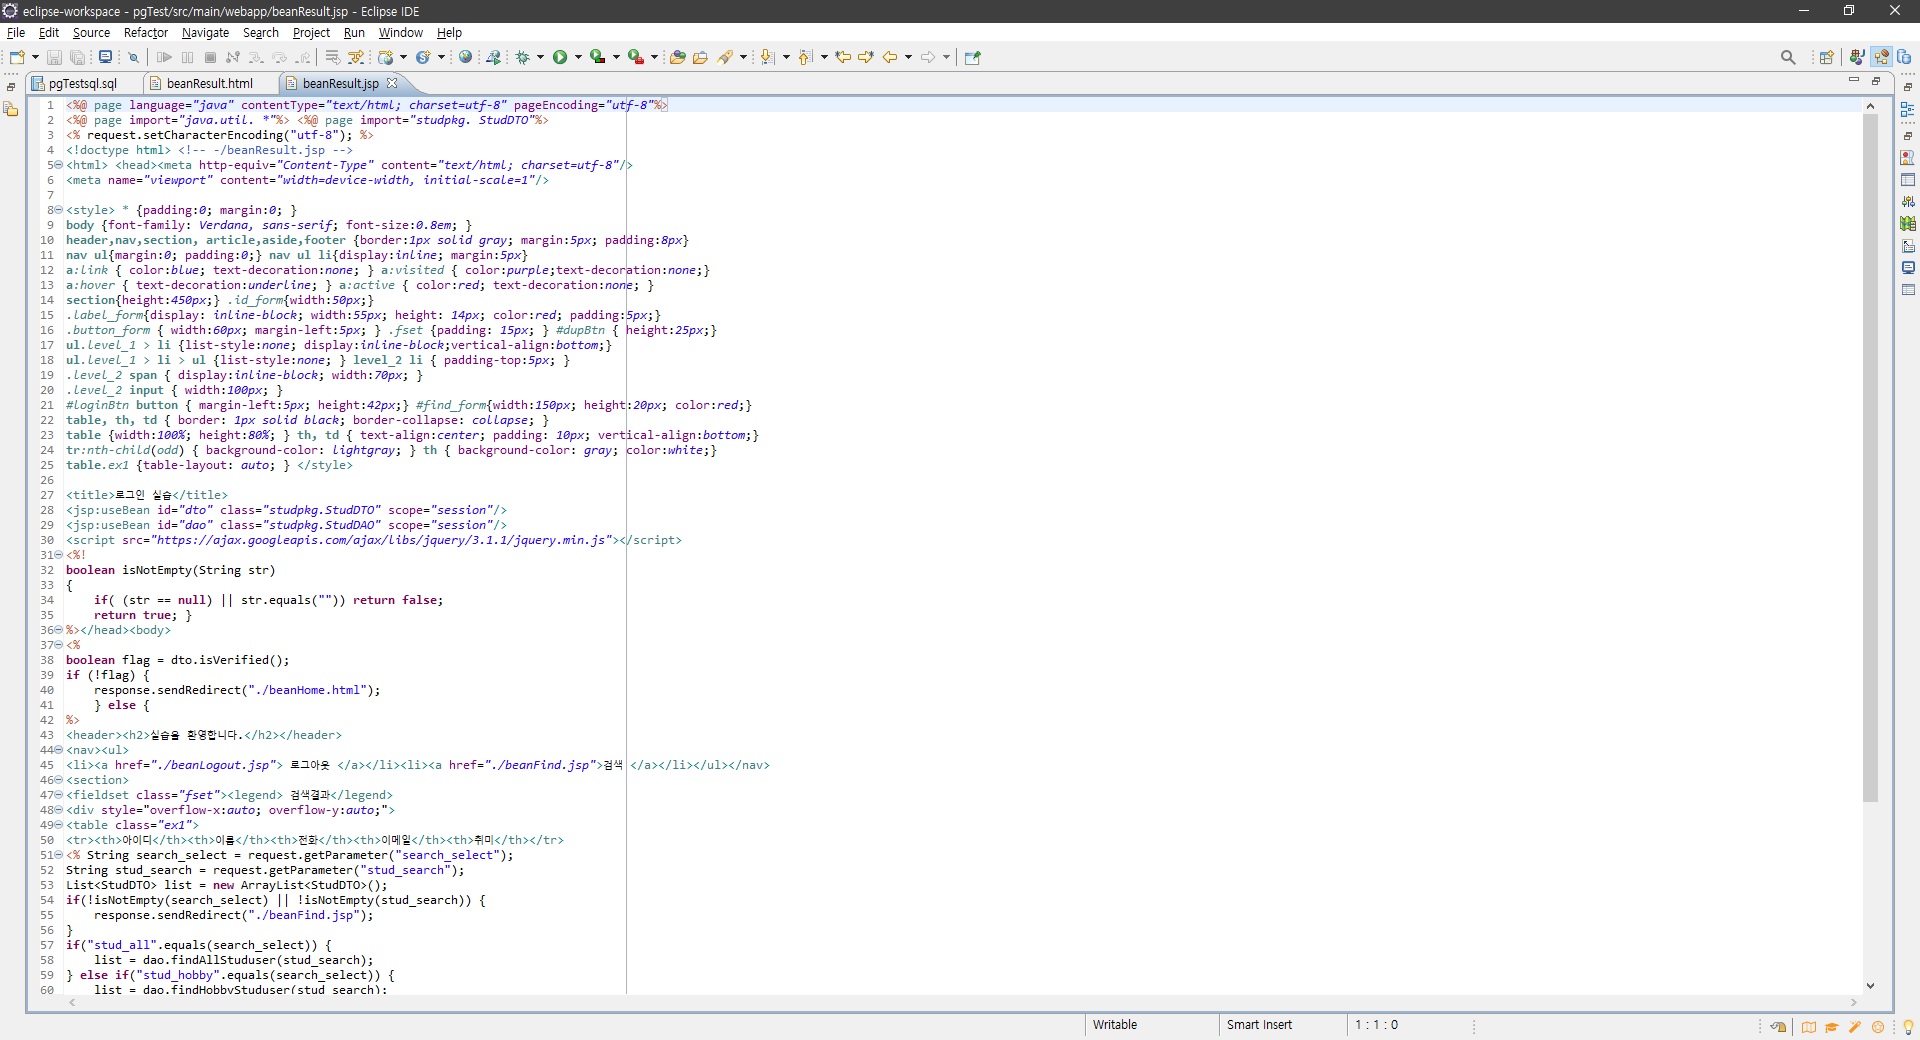 eclipse-workspace - pgTest/src/main/webapp/beanResult.jsp - Eclipse IDE
File Edit Source Refactor Navigate Search Project Run Window Help
pgTestsql.sql beanResult.html beanResult.jsp
1 <%@ page language="java" contentType="text/html; charset=utf-8" pageEncoding="utf-8"%>
2 <%@ page import="java.util. *"%> <%@ page import="studpkg. StudDTO"%>
3 <% request.setCharacterEncoding("utf-8"); %>
4 <!doctype html> <!-- ~/beanResult.jsp -->
5 <html> <head><meta http-equiv="Content-Type" content="text/html; charset=utf-8"/>
6 <meta name="viewport" content="width=device-width, initial-scale=1"/>
7
8 <style> * {padding:0; margin:0; }
9 body {font-family: Verdana, sans-serif; font-size:0.8em; }
10 header,nav,section, article,aside,footer {border:1px solid gray; margin:5px; padding:8px}
11 nav ul{margin:0; padding:0;} nav ul li{display:inline; margin:5px}
12 a:link { color:blue; text-decoration:none; } a:visited { color:purple;text-decoration:none;}
13 a:hover { text-decoration:underline; } a:active { color:red; text-decoration:none; }
14 section{height:450px;} .id_form{width:50px;}
15 .label_form{display: inline-block; width:55px; height: 14px; color:red; padding:5px;}
16 .button_form { width:60px; margin-left:5px; } .fset {padding: 15px; } #dupBtn { height:25px;}
17 ul.level_1 > li {list-style:none; display:inline-block;vertical-align:bottom;}
18 ul.level_1 > li > ul {list-style:none; } level_2 li { padding-top:5px; }
19 .level_2 span { display:inline-block; width:70px; }
20 .level_2 input { width:100px; }
21 #loginBtn button { margin-left:5px; height:42px;} #find_form{width:150px; height:20px; color:red;}
22 table, th, td { border: 1px solid black; border-collapse: collapse; }
23 table {width:100%; height:80%; } th, td { text-align:center; padding: 10px; vertical-align:bottom;}
24 tr:nth-child(odd) { background-color: lightgray; } th { background-color: gray; color:white;}
25 table.ex1 {table-layout: auto; } </style>
26
27 <title>로그인 실습</title>
28 <jsp:useBean id="dto" class="studpkg.StudDTO" scope="session"/>
29 <jsp:useBean id="dao" class="studpkg.StudDAO" scope="session"/>
30 <script src="https://ajax.googleapis.com/ajax/libs/jquery/3.1.1/jquery.min.js"></script>
31 <%!
32 boolean isNotEmpty(String str)
33 {
34 if( (str == null) || str.equals("")) return false;
35 return true; }
36 %></head><body>
37 <%
38 boolean flag = dto.isVerified();
39 if (!flag) {
40 response.sendRedirect("./beanHome.html");
41 } else {
42 %>
43 <header><h2>실습을 환영합니다.</h2></header>
44 <nav><ul>
45 <li><a href="./beanLogout.jsp"> 로그아웃 </a></li><li><a href="./beanFind.jsp">검색 </a></li></ul></nav>
46 <section>
47 <fieldset class="fset"><legend> 검색결과</legend>
48 <div style="overflow-x:auto; overflow-y:auto;">
49 <table class="ex1">
50 <tr><th>아이디</th><th>이름</th><th>전화</th><th>이메일</th><th>취미</th></tr>
51 <% String search_select = request.getParameter("search_select");
52 String stud_search = request.getParameter("stud_search");
53 List<StudDTO> list = new ArrayList<StudDTO>();
54 if(!isNotEmpty(search_select) || !isNotEmpty(stud_search)) {
55 response.sendRedirect("./beanFind.jsp");
56 }
57 if("stud_all".equals(search_select)) {
58 list = dao.findAllStuduser(stud_search);
59 } else if("stud_hobby".equals(search_select)) {
60 list = dao.findHobbyStuduser(stud_search);
Writable Smart Insert 1 : 1 : 0